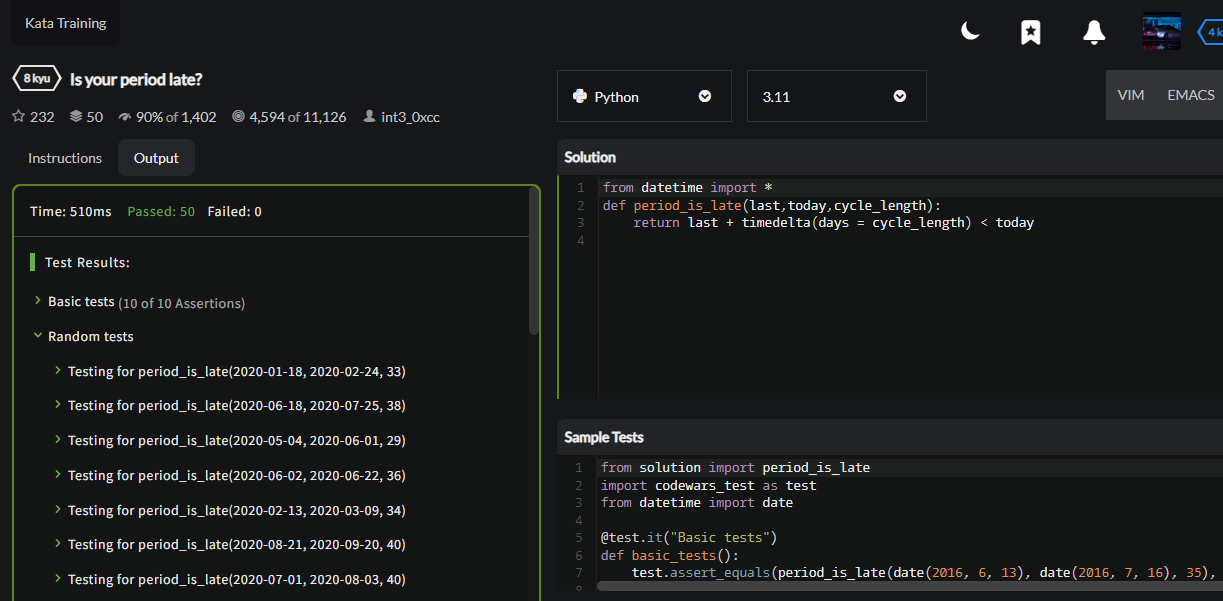 Kata Training
4k
8 kyu Is your period late?
232 50 90% of 1,402 4,594 of 11,126 int3_0xcc
Instructions Output
Time: 510ms Passed: 50 Failed: 0
Test Results:
Basic tests (10 of 10 Assertions)
Random tests
Testing for period_is_late(2020-01-18, 2020-02-24, 33)
Testing for period_is_late(2020-06-18, 2020-07-25, 38)
Testing for period_is_late(2020-05-04, 2020-06-01, 29)
Testing for period_is_late(2020-06-02, 2020-06-22, 36)
Testing for period_is_late(2020-02-13, 2020-03-09, 34)
Testing for period_is_late(2020-08-21, 2020-09-20, 40)
Testing for period_is_late(2020-07-01, 2020-08-03, 40)
Python 3.11 VIM EMACS
Solution
1 from datetime import *
2 def period_is_late(last,today,cycle_length):
3 return last + timedelta(days = cycle_length) < today
4
Sample Tests
1 from solution import period_is_late
2 import codewars_test as test
3 from datetime import date
4
5 @test.it("Basic tests")
6 def basic_tests():
7 test.assert_equals(period_is_late(date(2016, 6, 13), date(2016, 7, 16), 35),